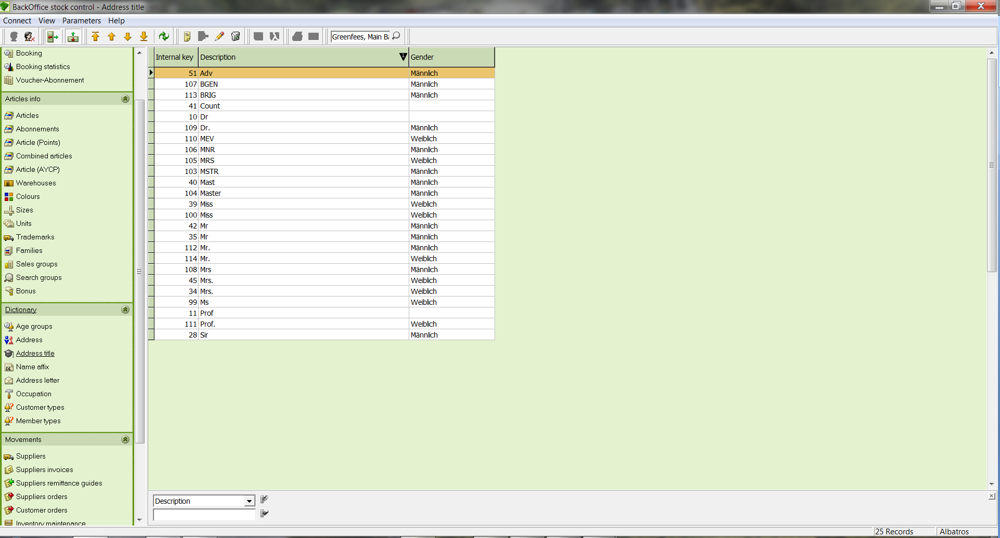 BackOffice stock control - Address title
Connect View Parameters Help
Greenfees, Main Ba
Booking
Booking statistics
Voucher-Abonnement
Articles info
Articles
Abonnements
Article (Points)
Combined articles
Article (AYCP)
Warehouses
Colours
Sizes
Units
Trademarks
Families
Sales groups
Search groups
Bonus
Dictionary
Age groups
Address
Address title
Name affix
Address letter
Occupation
Customer types
Member types
Movements
Suppliers
Suppliers invoices
Suppliers remittance guides
Suppliers orders
Customer orders
Inventory maintenance
Internal key Description 1 Gender
51 Adv Männlich
107 BGEN Männlich
113 BRIG Männlich
41 Count
10 Dr
109 Dr. Männlich
110 MEV Weiblich
106 MNR Männlich
105 MRS Weiblich
103 MSTR Männlich
40 Mast Männlich
104 Master Männlich
39 Miss Weiblich
100 Miss Weiblich
42 Mr Männlich
35 Mr Männlich
112 Mr. Männlich
114 Mr. Weiblich
108 Mrs Männlich
45 Mrs. Weiblich
34 Mrs. Weiblich
99 Ms Weiblich
11 Prof
111 Prof. Weiblich
28 Sir Männlich
Description
25 Records Albatros